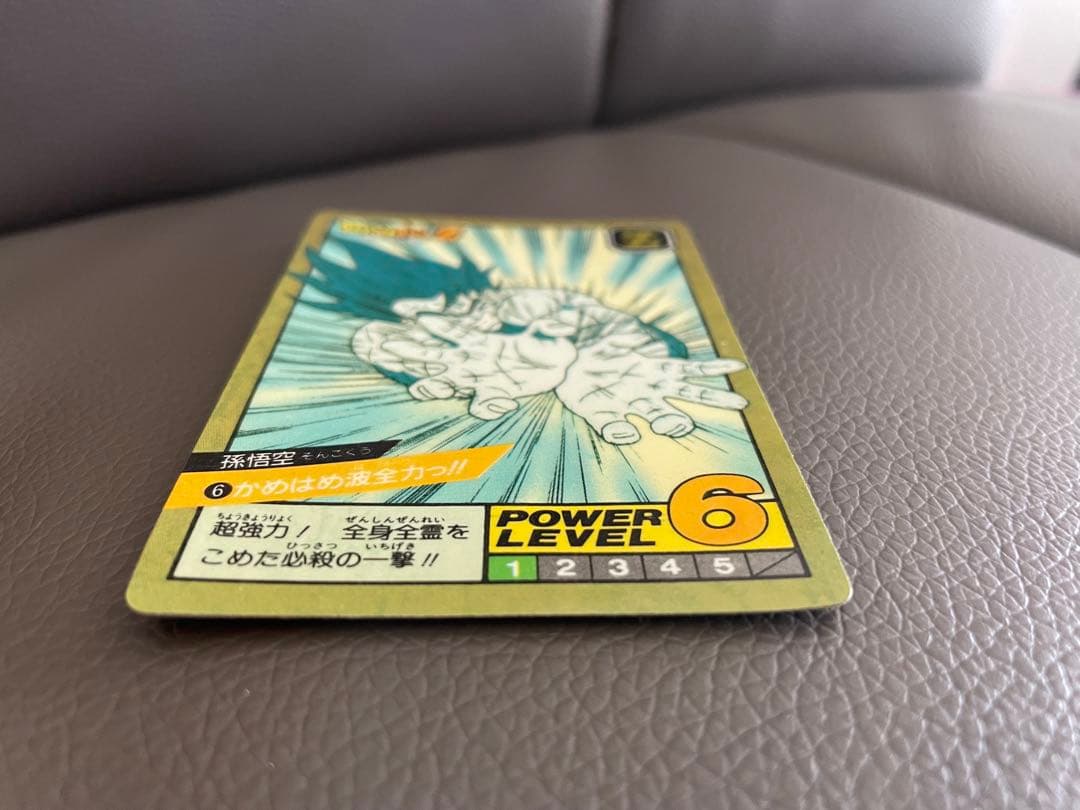 孫悟空 そんごくう
6 かめはめ波全力っ!!
超強力! 全身全霊を
ちょうきょうりょく ぜんしんぜんれい
こめた必殺の一撃!!
ひっさつ いちげき
POWER
LEVEL 6
1 2 3 4 5